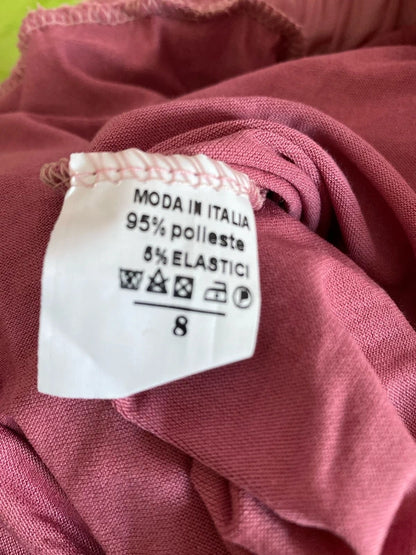 MODA IN ITALIA
95% polleste
5% ELASTICI
P
8